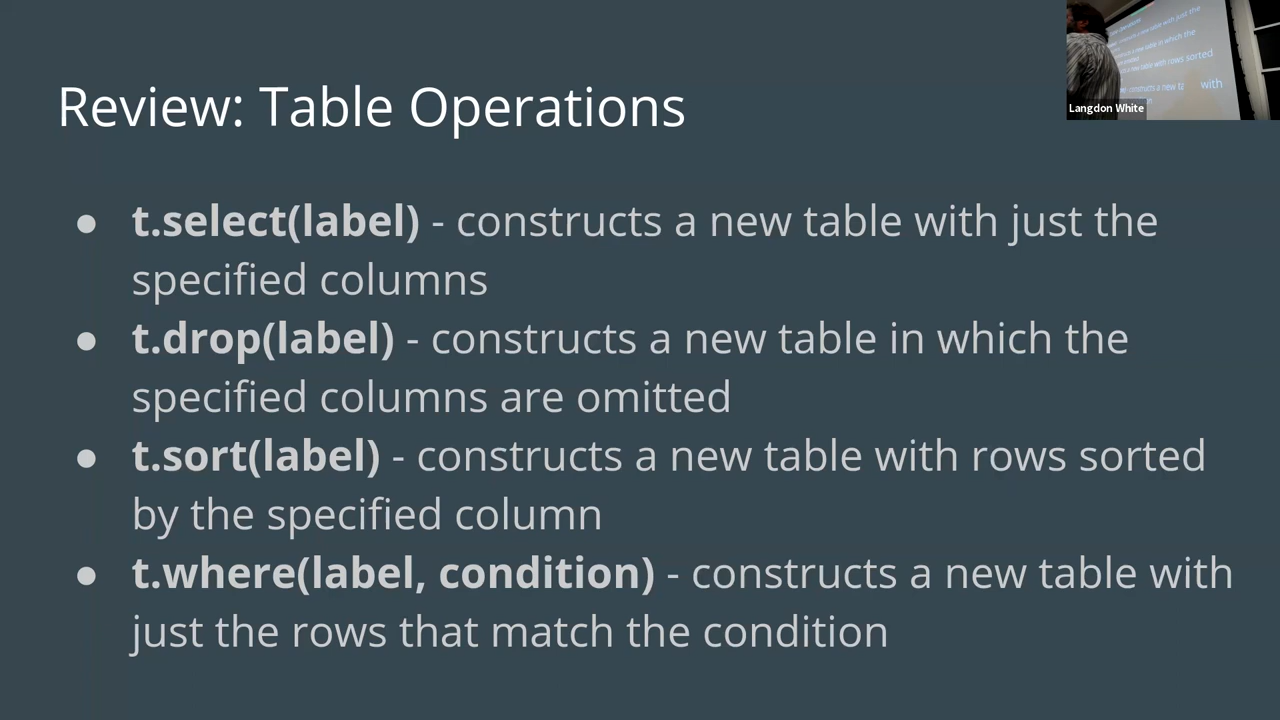 Review: Table Operations
● t.select(label) - constructs a new table with just the
specified columns
● t.drop(label) - constructs a new table in which the
specified columns are omitted
● t.sort(label) - constructs a new table with rows sorted
by the specified column
● t.where(label, condition) - constructs a new table with
just the rows that match the condition
Langdon White